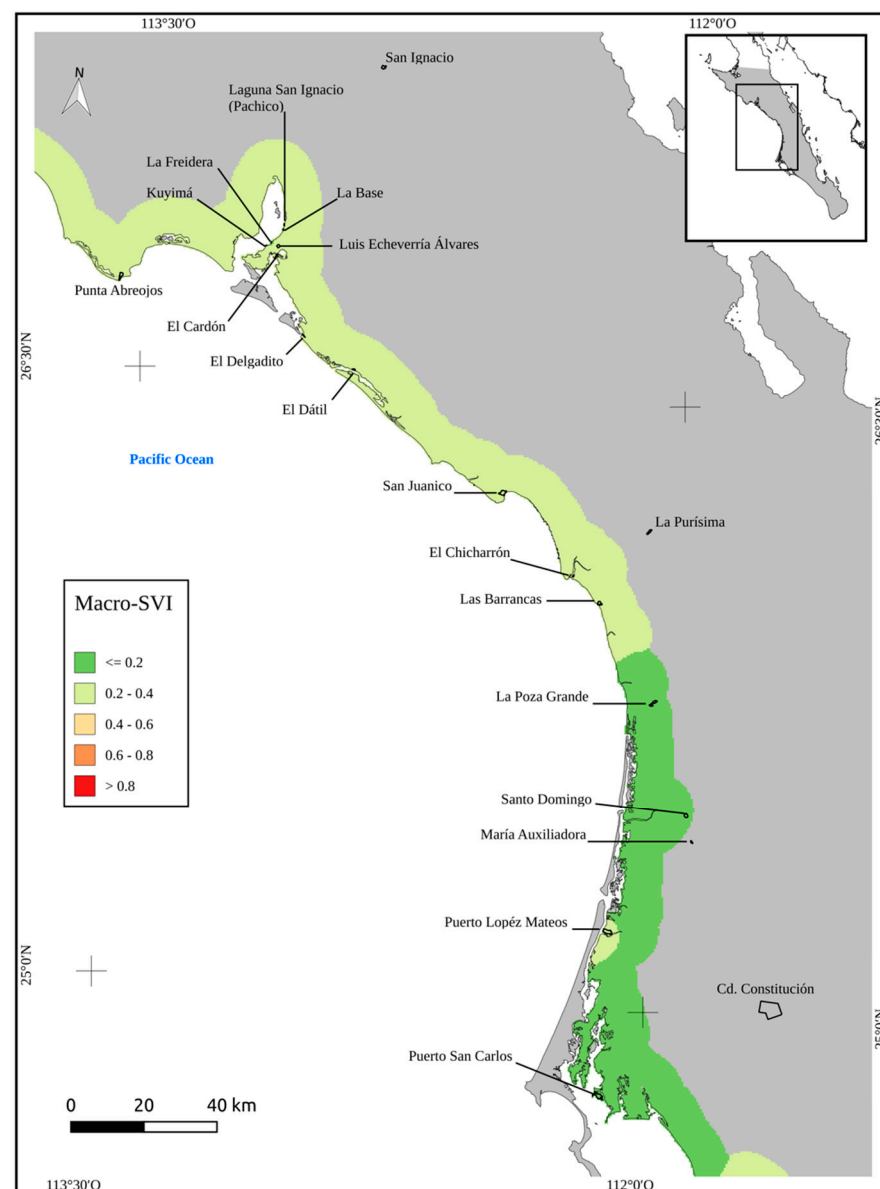 113°30′O
112°0′O
San Ignacio
N
Laguna San Ignacio
(Pachico)
La Freidera
Kuyimá
La Base
Luis Echeverría Álvares
Punta Abreojos
El Cardón
26°30′N
El Delgadito
El Dátil
26°30′N
Pacific Ocean
San Juanico
La Purísima
El Chicharrón
Las Barrancas
Macro-SVI
<= 0.2
0.2 - 0.4
0.4 - 0.6
0.6 - 0.8
> 0.8
La Poza Grande
Santo Domingo
María Auxiliadora
Puerto Lopéz Mateos
25°0′N
Cd. Constitución
25°0′N
Puerto San Carlos
0 20 40 km
113°30′O
112°0′O